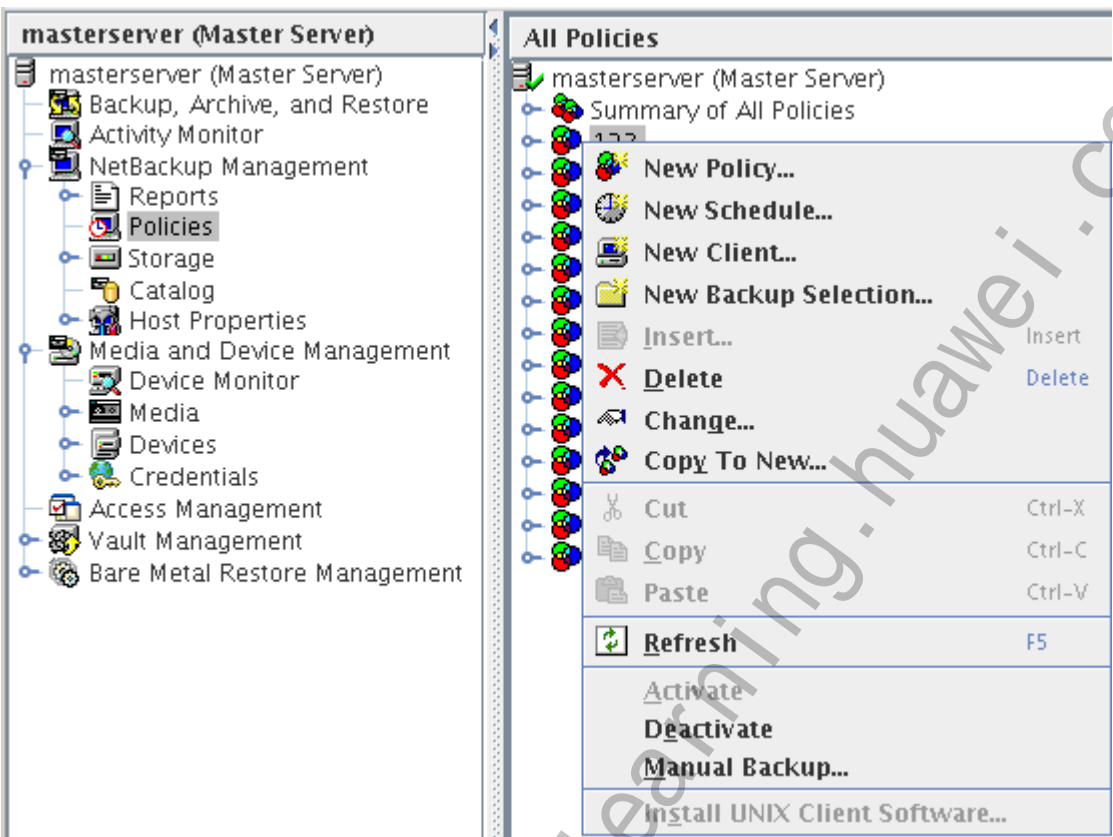 masterserver (Master Server)
masterserver (Master Server)
Backup, Archive, and Restore
Activity Monitor
NetBackup Management
Reports
Policies
Storage
Catalog
Host Properties
Media and Device Management
Device Monitor
Media
Devices
Credentials
Access Management
Vault Management
Bare Metal Restore Management
All Policies
masterserver (Master Server)
Summary of All Policies
New Policy...
New Schedule...
New Client...
New Backup Selection...
Insert... Insert
Delete Delete
Change...
Copy To New...
Cut Ctrl-X
Copy Ctrl-C
Paste Ctrl-V
Refresh F5
Activate
Deactivate
Manual Backup...
Install UNIX Client Software...
earning.huawei.co